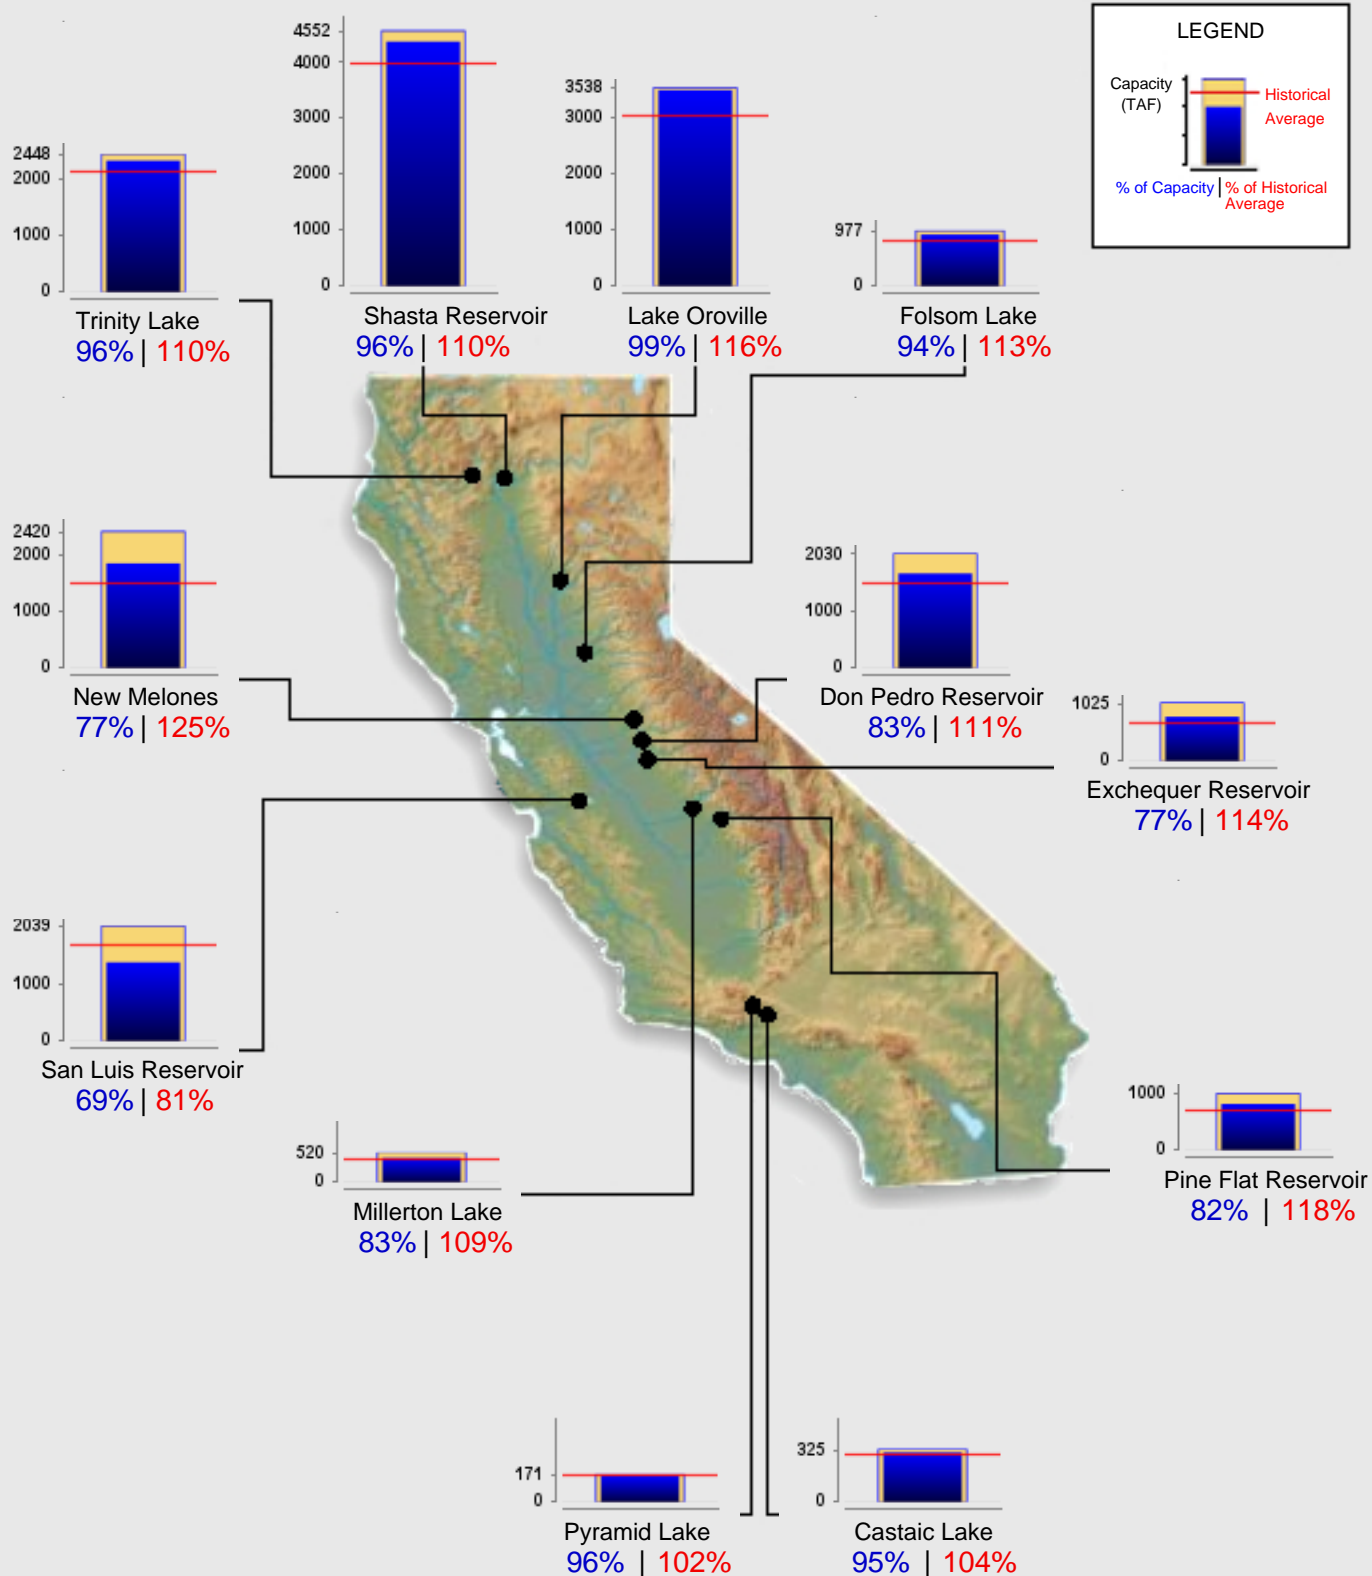 LEGEND
Capacity
(TAF)
Historical
Average
% of Capacity | % of Historical
Average
2448
2000
1000
0
Trinity Lake
96% | 110%
4552
4000
3000
2000
1000
0
Shasta Reservoir
96% | 110%
3538
3000
2000
1000
0
Lake Oroville
99% | 116%
977
0
Folsom Lake
94% | 113%
2420
2000
1000
0
New Melones
77% | 125%
2030
1000
0
Don Pedro Reservoir
83% | 111%
1025
0
Exchequer Reservoir
77% | 114%
2039
1000
0
San Luis Reservoir
69% | 81%
520
0
Millerton Lake
83% | 109%
1000
0
Pine Flat Reservoir
82% | 118%
171
0
Pyramid Lake
96% | 102%
325
0
Castaic Lake
95% | 104%